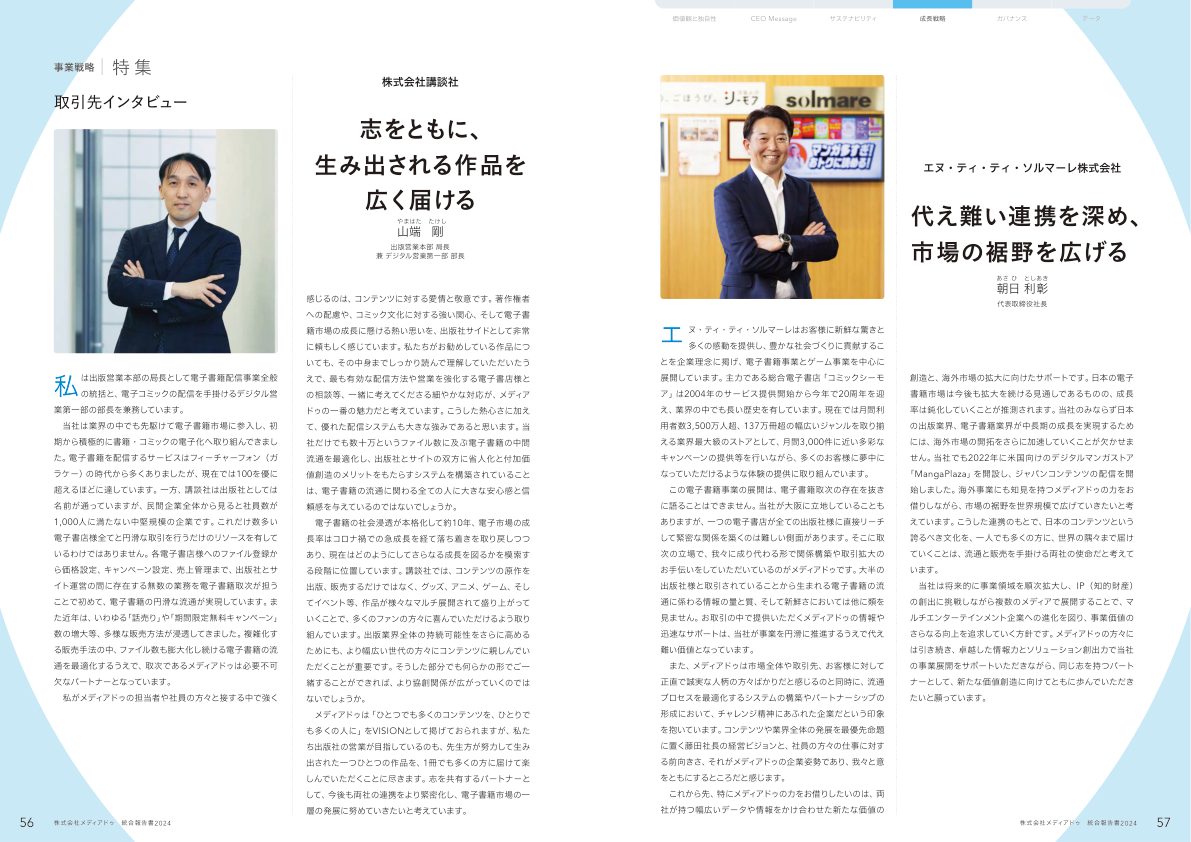 価値観と独自性
CEO Message
サステナビリティ
成長戦略
ガバナンス
データ
事業戦略
特集
取引先インタビュー
株式会社講談社
志をともに、
生み出される作品を
広く届ける
やまはた たけし
山端 剛
出版営業本部 局長
兼 デジタル営業第一部 部長
私は出版営業本部の局長として電子書籍配信事業全般
の統括と、電子コミックの配信を手掛けるデジタル営
業第一部の部長を兼務しています。
当社は業界の中でも先駆けて電子書籍市場に参入し、初
期から積極的に書籍・コミックの電子化へ取り組んできまし
た。電子書籍を配信するサービスはフィーチャーフォン（ガ
ラケー）の時代から多くありましたが、現在では100を優に
超えるほどに達しています。一方、講談社は出版社としては
名前が通っていますが、民間企業全体から見ると社員数が
1,000人に満たない中堅規模の企業です。これだけ数多い
電子書店様全てと円滑な取引を行うだけのリソースを有して
いるわけではありません。各電子書店様へのファイル登録か
ら価格設定、キャンペーン設定、売上管理まで、出版社とサ
イト運営の間に存在する無数の業務を電子書籍取次が担う
ことで初めて、電子書籍の円滑な流通が実現しています。ま
た近年は、いわゆる「話売り」や「期間限定無料キャンペーン」
数の増大等、多様な販売方法が浸透してきました。複雑化す
る販売手法の中、ファイル数も膨大化し続ける電子書籍の流
通を最適化するうえで、取次であるメディアドゥは必要不可
欠なパートナーとなっています。
私がメディアドゥの担当者や社員の方々と接する中で強く
感じるのは、コンテンツに対する愛情と敬意です。著作権者
への配慮や、コミック文化に対する強い関心、そして電子書
籍市場の成長に懸ける熱い思いを、出版社サイドとして非常
に頼もしく感じています。私たちがお勧めしている作品につ
いても、その中身までしっかり読んで理解していただいたう
えで、最も有効な配信方法や営業を強化する電子書店様と
の相談等、一緒に考えてくださる細やかな対応が、メディア
ドゥの一番の魅力だと考えています。こうした熱心さに加え
て、優れた配信システムも大きな強みであると思います。当
社だけでも数十万というファイル数に及ぶ電子書籍の中間
流通を最適化し、出版社とサイトの双方に省人化と付加価
値創造のメリットをもたらすシステムを構築されていること
は、電子書籍の流通に関わる全ての人に大きな安心感と信
頼感を与えているのではないでしょうか。
電子書籍の社会浸透が本格化して約10年、電子市場の成
長率はコロナ禍での急成長を経て落ち着きを取り戻しつつ
あり、現在はどのようにしてさらなる成長を図るかを模索す
る段階に位置しています。講談社では、コンテンツの原作を
出版、販売するだけではなく、グッズ、アニメ、ゲーム、そし
てイベント等、作品が様々なマルチ展開されて盛り上がって
いくことで、多くのファンの方々に喜んでいただけるよう取り
組んでいます。出版業界全体の持続可能性をさらに高める
ためにも、より幅広い世代の方々にコンテンツに親しんでい
ただくことが重要です。そうした部分でも何らかの形でご一
緒することができれば、より協創関係が広がっていくのでは
ないでしょうか。
メディアドゥは「ひとつでも多くのコンテンツを、ひとりで
も多くの人に」をVISIONとして掲げておられますが、私た
ち出版社の営業が目指しているのも、先生方が努力して生み
出された一つひとつの作品を、1冊でも多くの方に届けて楽
しんでいただくことに尽きます。志を共有するパートナーと
して、今後も両社の連携をより緊密化し、電子書籍市場の一
層の発展に努めていきたいと考えています。
56
株式会社メディアドゥ 統合報告書2024
、ごほうび。
シーモア
solmare
マンガ多すぎ!
おトクに読める!
エヌ・ティ・ティ・ソルマーレ株式会社
代え難い連携を深め、
市場の裾野を広げる
あさひ としあき
朝日 利彰
代表取締役社長
エヌ・ティ・ティ・ソルマーレはお客様に新鮮な驚きと
多くの感動を提供し、豊かな社会づくりに貢献するこ
とを企業理念に掲げ、電子書籍事業とゲーム事業を中心に
展開しています。主力である総合電子書店「コミックシーモ
ア」は2004年のサービス提供開始から今年で20周年を迎
え、業界の中でも長い歴史を有しています。現在では月間利
用者数3,500万人超、137万冊超の幅広いジャンルを取り揃
える業界最大級のストアとして、月間3,000件に近い多彩な
キャンペーンの提供等を行いながら、多くのお客様に夢中に
なっていただけるような体験の提供に取り組んでいます。
この電子書籍事業の展開は、電子書籍取次の存在を抜き
に語ることはできません。当社が大阪に立地していることも
ありますが、一つの電子書店が全ての出版社様に直接リーチ
して緊密な関係を築くのは難しい側面があります。そこに取
次の立場で、我々に成り代わる形で関係構築や取引拡大の
お手伝いをしていただいているのがメディアドゥです。大半の
出版社様と取引されていることから生まれる電子書籍の流
通に係わる情報の量と質、そして新鮮さにおいては他に類を
見ません。お取引の中で提供いただくメディアドゥの情報や
迅速なサポートは、当社が事業を円滑に推進するうえで代え
難い価値となっています。
また、メディアドゥは市場全体や取引先、お客様に対して
正直で誠実な人柄の方々ばかりだと感じるのと同時に、流通
プロセスを最適化するシステムの構築やパートナーシップの
形成において、チャレンジ精神にあふれた企業だという印象
を抱いています。コンテンツや業界全体の発展を最優先命題
に置く藤田社長の経営ビジョンと、社員の方々の仕事に対す
る前向きさ、それがメディアドゥの企業姿勢であり、我々と意
をともにするところだと感じます。
これから先、特にメディアドゥの力をお借りしたいのは、両
社が持つ幅広いデータや情報をかけ合わせた新たな価値の
創造と、海外市場の拡大に向けたサポートです。日本の電子
書籍市場は今後も拡大を続ける見通しであるものの、成長
率は鈍化していくことが推測されます。当社のみならず日本
の出版業界、電子書籍業界が中長期の成長を実現するため
には、海外市場の開拓をさらに加速していくことが欠かせま
せん。当社でも2022年に米国向けのデジタルマンガストア
「MangaPlaza」を開設し、ジャパンコンテンツの配信を開
始しました。海外事業にも知見を持つメディアドゥの力をお
借りしながら、市場の裾野を世界規模で広げていきたいと考
えています。こうした連携のもとで、日本のコンテンツという
誇るべき文化を、一人でも多くの方に、世界の隅々まで届け
ていくことは、流通と販売を手掛ける両社の使命だと考えて
います。
当社は将来的に事業領域を順次拡大し、IP（知的財産）
の創出に挑戦しながら複数のメディアで展開することで、マ
ルチエンターテインメント企業への進化を図り、事業価値の
さらなる向上を追求していく方針です。メディアドゥの方々に
は引き続き、卓越した情報力とソリューション創出力で当社
の事業展開をサポートいただきながら、同じ志を持つパート
ナーとして、新たな価値創造に向けてともに歩んでいただき
たいと願っています。
株式会社メディアドゥ 統合報告書2024
57